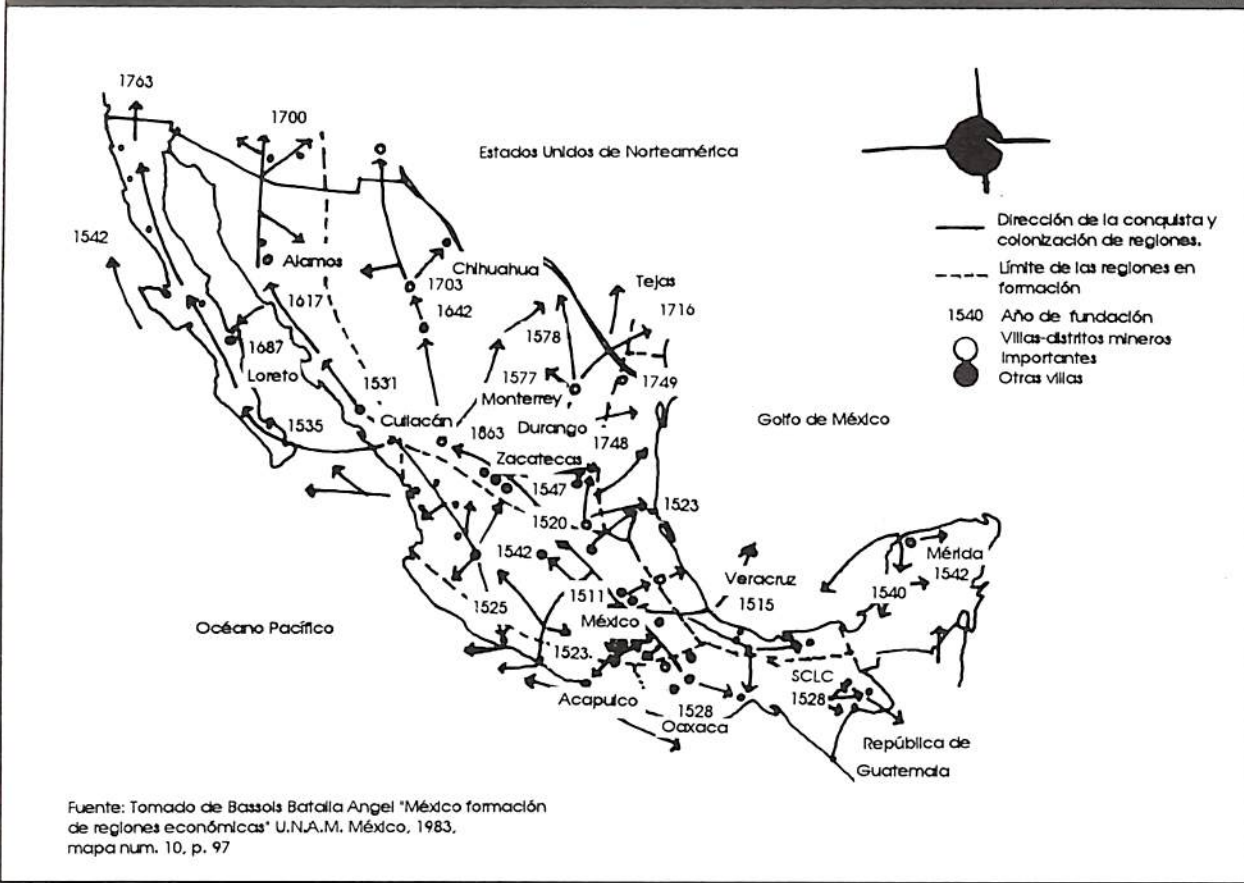 1763
1700
Estados Unidos de Norteamérica
Dirección de la conquista y
colonización de regiones.
Límite de las regiones en
formación
1540 Año de fundación
Villas-distritos mineros
Importantes
Otras villas
1542
Alamos
Chihuahua
1703
Tejas
1617
1642
1716
1578
1687
Loreto
1577
1531
Monterrey
1749
Culiacán
1535
1863
Durango
Golfo de México
1748
Zacatecas
1547
1523
1520
1542
Mérida
Veracruz
1542
1511
1540
1515
1525
México
Océano Pacífico
1523.
SCLC
Acapulco
1528
1528
Oaxaca
República de
Guatemala
Fuente: Tomado de Bassols Batalla Angel "México formación
de regiones económicas" U.N.A.M. México, 1983,
mapa num. 10, p. 97